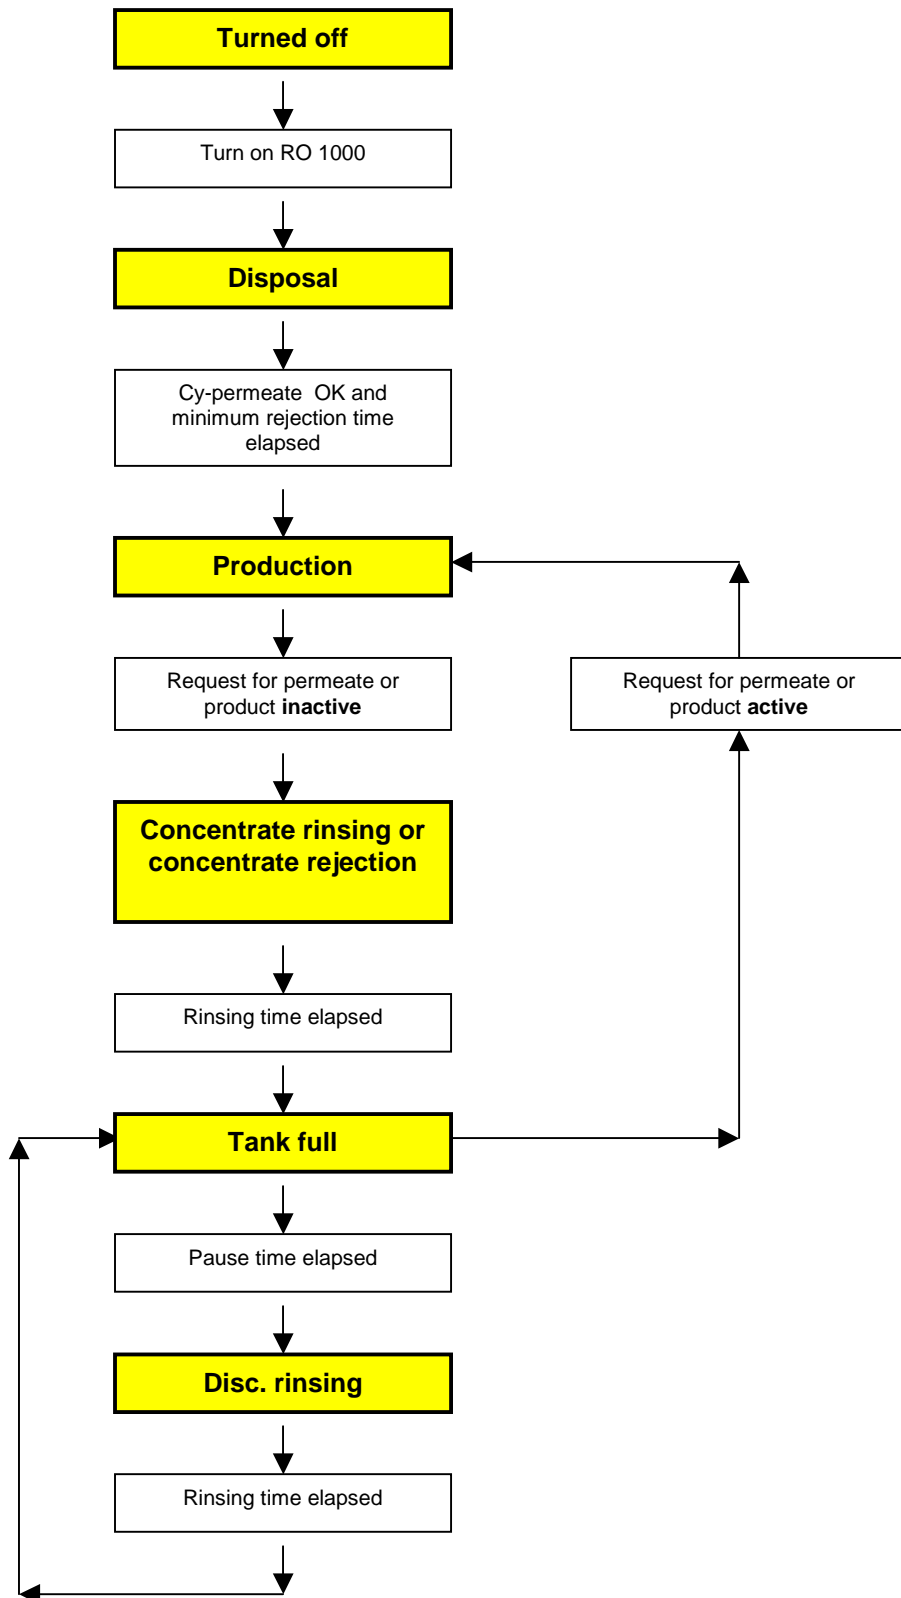 Turned off
Turn on RO 1000
Disposal
Cy-permeate  OK and
minimum rejection time
elapsed
Production
Request for permeate or
product inactive
Request for permeate or
product active
Concentrate rinsing or
concentrate rejection
Rinsing time elapsed
Tank full
Pause time elapsed
Disc. rinsing
Rinsing time elapsed